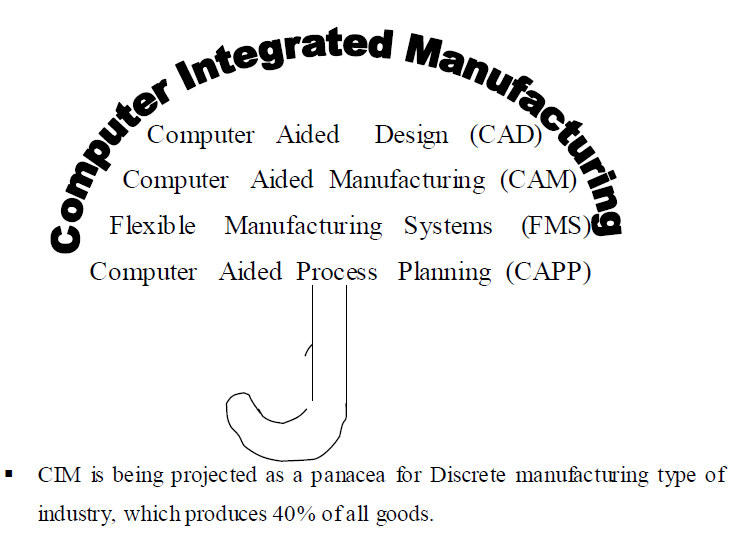 Computer Integrated Manufacturing
Computer Aided Design (CAD)
Computer Aided Manufacturing (CAM)
Flexible Manufacturing Systems (FMS)
Computer Aided Process Planning (CAPP)
▪ CIM is being projected as a panacea for Discrete manufacturing type of
industry, which produces 40% of all goods.